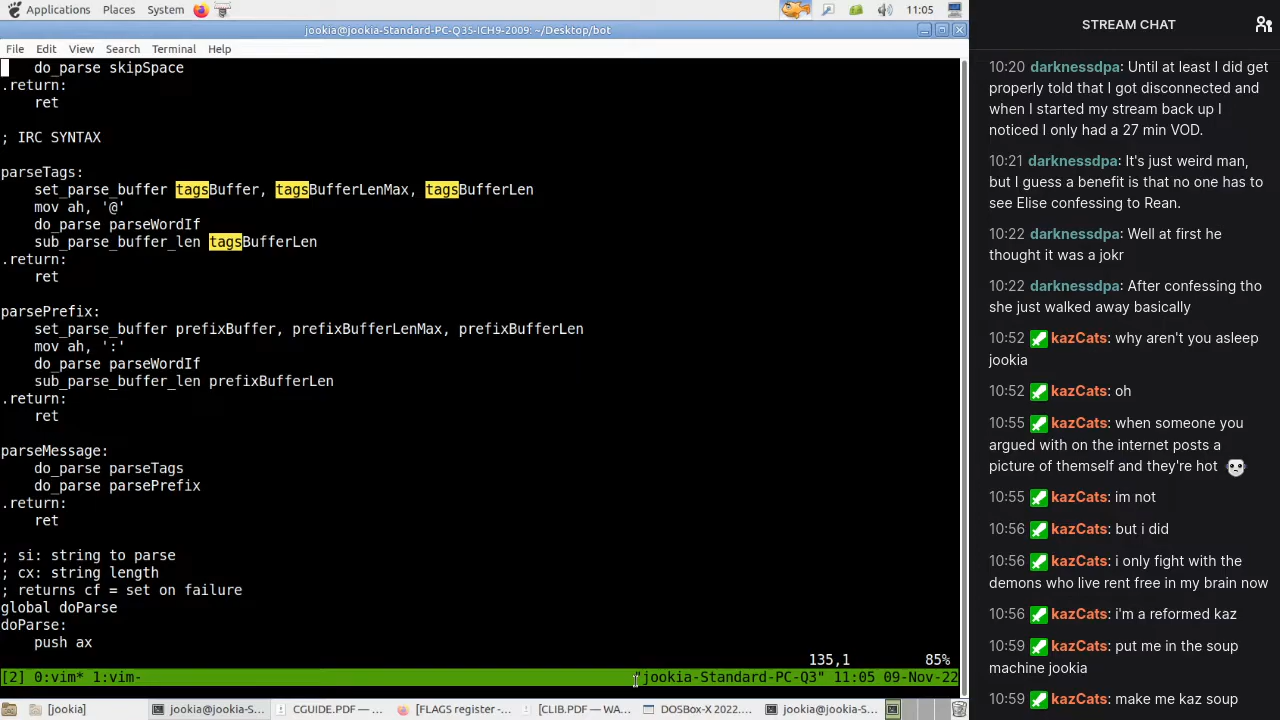 Applications Places System 11:05
jookia@jookia-Standard-PC-Q35-ICH9-2009: ~/Desktop/bot
File Edit View Search Terminal Help
do_parse skipSpace
.return:
ret
; IRC SYNTAX
parseTags:
set_parse_buffer tagsBuffer, tagsBufferLenMax, tagsBufferLen
mov ah, '@'
do_parse parseWordIf
sub_parse_buffer_len tagsBufferLen
.return:
ret
parsePrefix:
set_parse_buffer prefixBuffer, prefixBufferLenMax, prefixBufferLen
mov ah, ':'
do_parse parseWordIf
sub_parse_buffer_len prefixBufferLen
.return:
ret
parseMessage:
do_parse parseTags
do_parse parsePrefix
.return:
ret
; si: string to parse
; cx: string length
; returns cf = set on failure
global doParse
doParse:
push ax
135,1 85%
[2] 0:vim* 1:vim- "jookia-Standard-PC-Q3" 11:05 09-Nov-22
[jookia] jookia@jookia-S... CGUIDE.PDF — ... [FLAGS register -... [CLIB.PDF — WA... DOSBox-X 2022.... jookia@jookia-S...
STREAM CHAT
10:20 darknessdpa: Until at least I did get
properly told that I got disconnected and
when I started my stream back up I
noticed I only had a 27 min VOD.
10:21 darknessdpa: It's just weird man,
but I guess a benefit is that no one has to
see Elise confessing to Rean.
10:22 darknessdpa: Well at first he
thought it was a jokr
10:22 darknessdpa: After confessing tho
she just walked away basically
10:52 kazCats: why aren't you asleep
jookia
10:52 kazCats: oh
10:55 kazCats: when someone you
argued with on the internet posts a
picture of themself and they're hot
10:55 kazCats: im not
10:56 kazCats: but i did
10:56 kazCats: i only fight with the
demons who live rent free in my brain now
10:56 kazCats: i'm a reformed kaz
10:59 kazCats: put me in the soup
machine jookia
10:59 kazCats: make me kaz soup